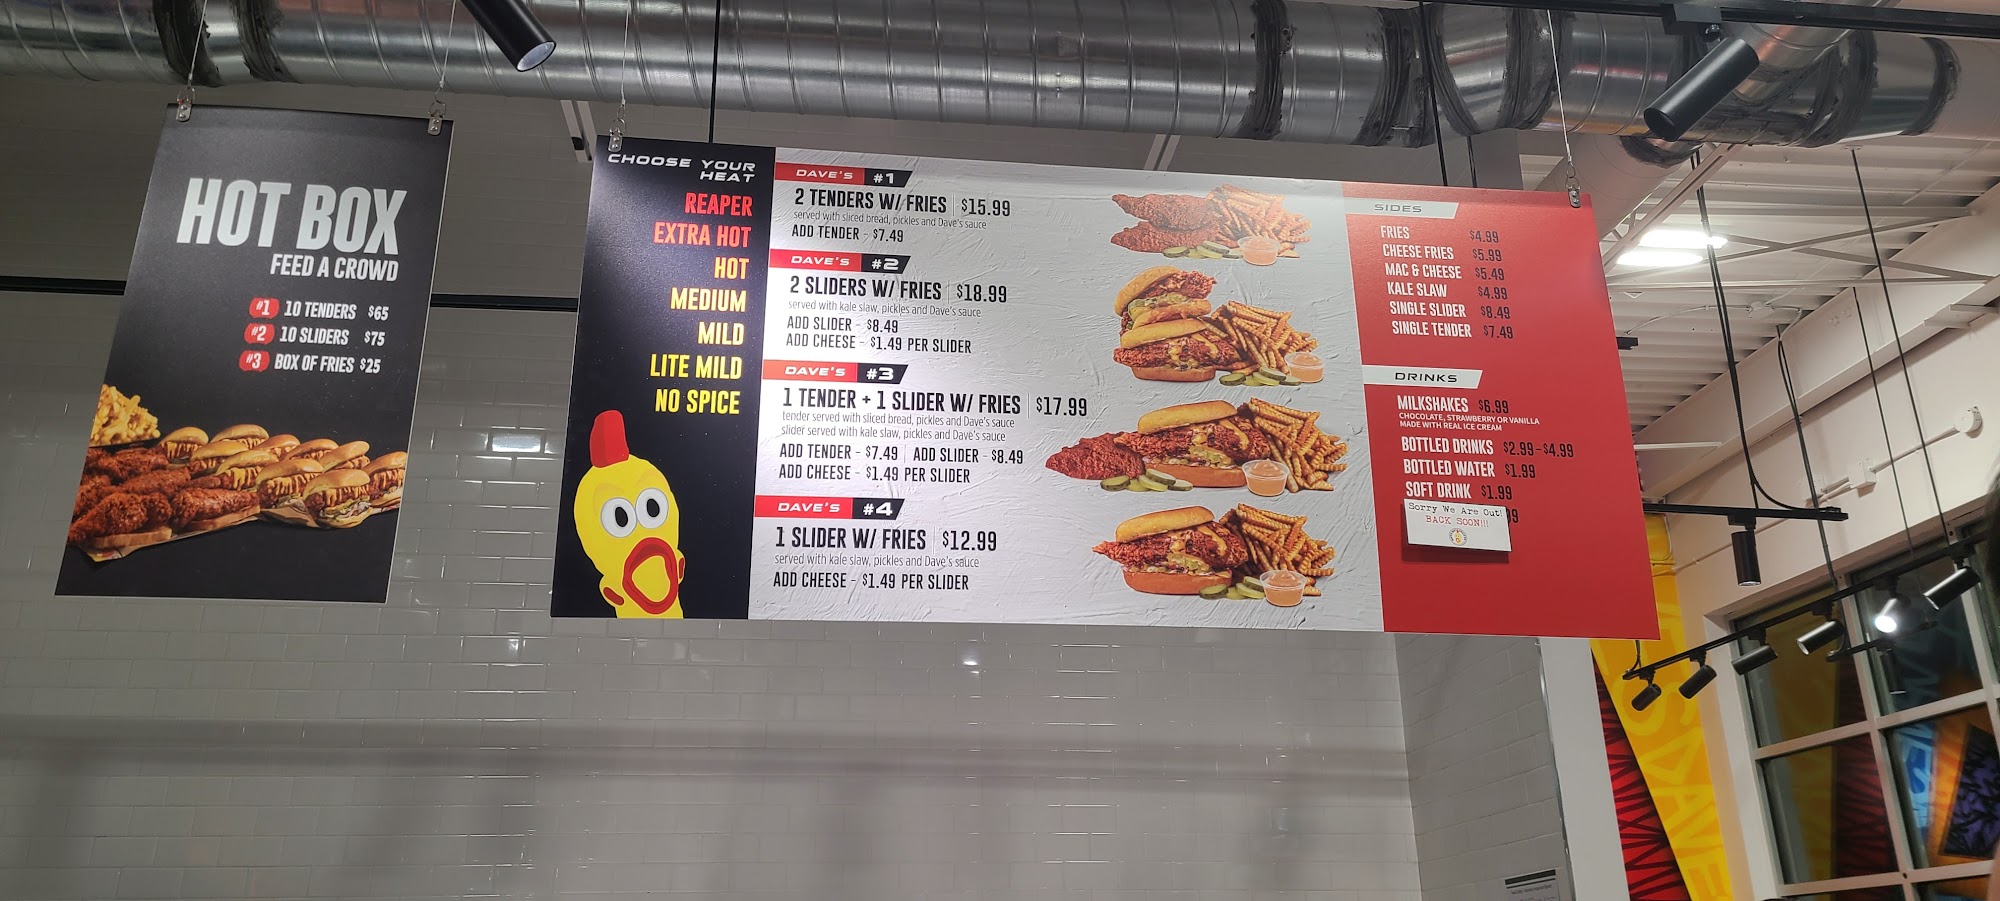 HOT BOX
FEED A CROWD
#1 10 TENDERS $65
#2 10 SLIDERS $75
#3 BOX OF FRIES $25
CHOOSE YOUR
HEAT
REAPER
EXTRA HOT
HOT
MEDIUM
MILD
LITE MILD
NO SPICE
DAVE'S #1
2 TENDERS W/ FRIES $15.99
served with sliced bread, pickles and Dave's sauce
ADD TENDER - $7.49
DAVE'S #2
2 SLIDERS W/ FRIES $18.99
served with kale slaw, pickles and Dave's sauce
ADD SLIDER - $8.49
ADD CHEESE - $1.49 PER SLIDER
DAVE'S #3
1 TENDER + 1 SLIDER W/ FRIES $17.99
tender served with sliced bread, pickles and Dave's sauce
slider served with kale slaw, pickles and Dave's sauce
ADD TENDER - $7.49 ADD SLIDER - $8.49
ADD CHEESE - $1.49 PER SLIDER
DAVE'S #4
1 SLIDER W/ FRIES $12.99
served with kale slaw, pickles and Dave's sauce
ADD CHEESE - $1.49 PER SLIDER
SIDES
FRIES $4.99
CHEESE FRIES $5.99
MAC & CHEESE $5.49
KALE SLAW $4.99
SINGLE SLIDER $8.49
SINGLE TENDER $7.49
DRINKS
MILKSHAKES $6.99
CHOCOLATE, STRAWBERRY OR VANILLA
MADE WITH REAL ICE CREAM
BOTTLED DRINKS $2.99-$4.99
BOTTLED WATER $1.99
SOFT DRINK $1.99
Sorry We Are Out!
BACK SOON!!!